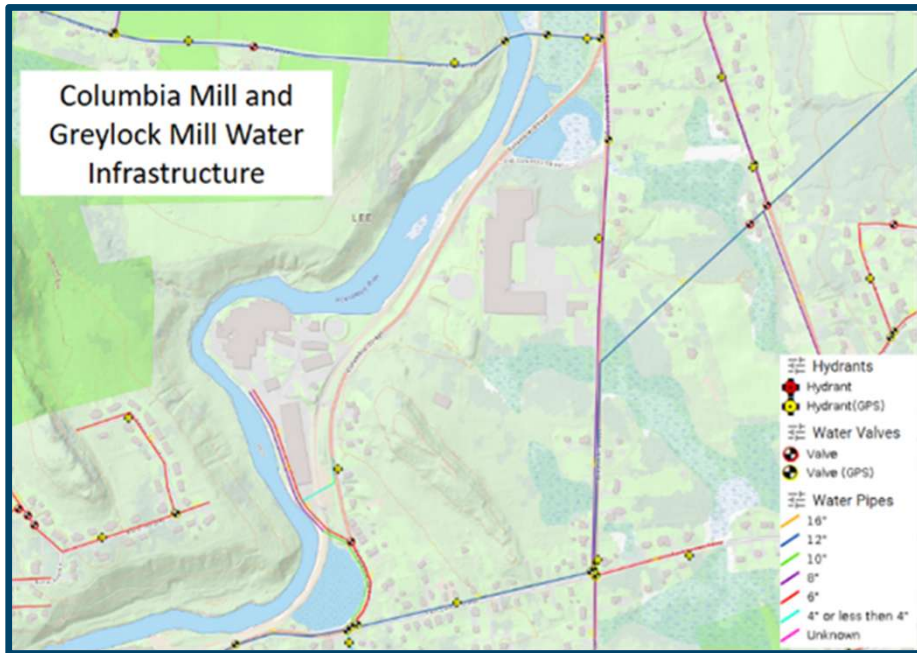 Columbia Mill and
Greylock Mill Water
Infrastructure
LEE
Hydrants
Hydrant
Hydrant(GPS)
Water Valves
Valve
Valve (GPS)
Water Pipes
16"
12"
10"
8"
6"
4" or less then 4"
Unknown